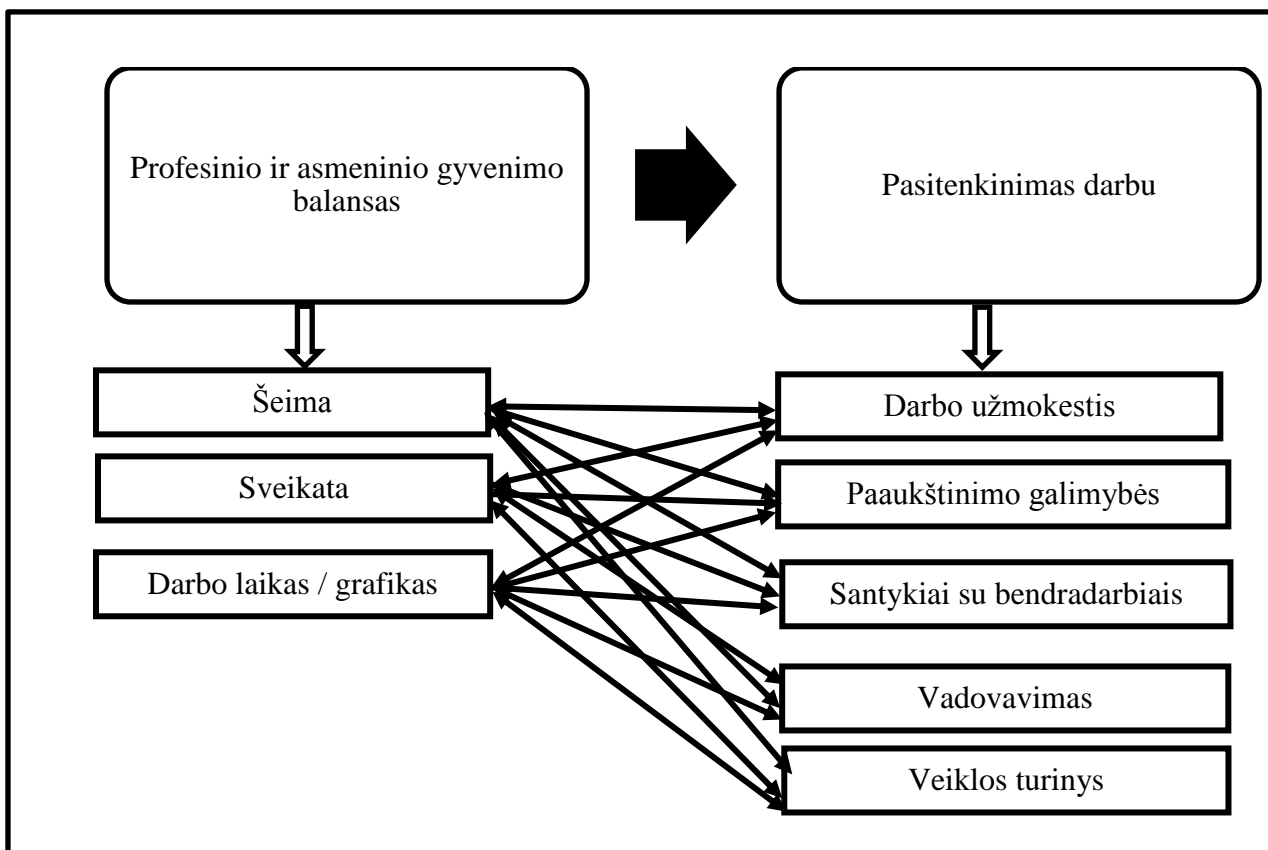 Profesinio ir asmeninio gyvenimo
balansas
Pasitenkinimas darbu
Šeima
Sveikata
Darbo laikas / grafikas
Darbo užmokestis
Paaukštinimo galimybės
Santykiai su bendradarbiais
Vadovavimas
Veiklos turinys